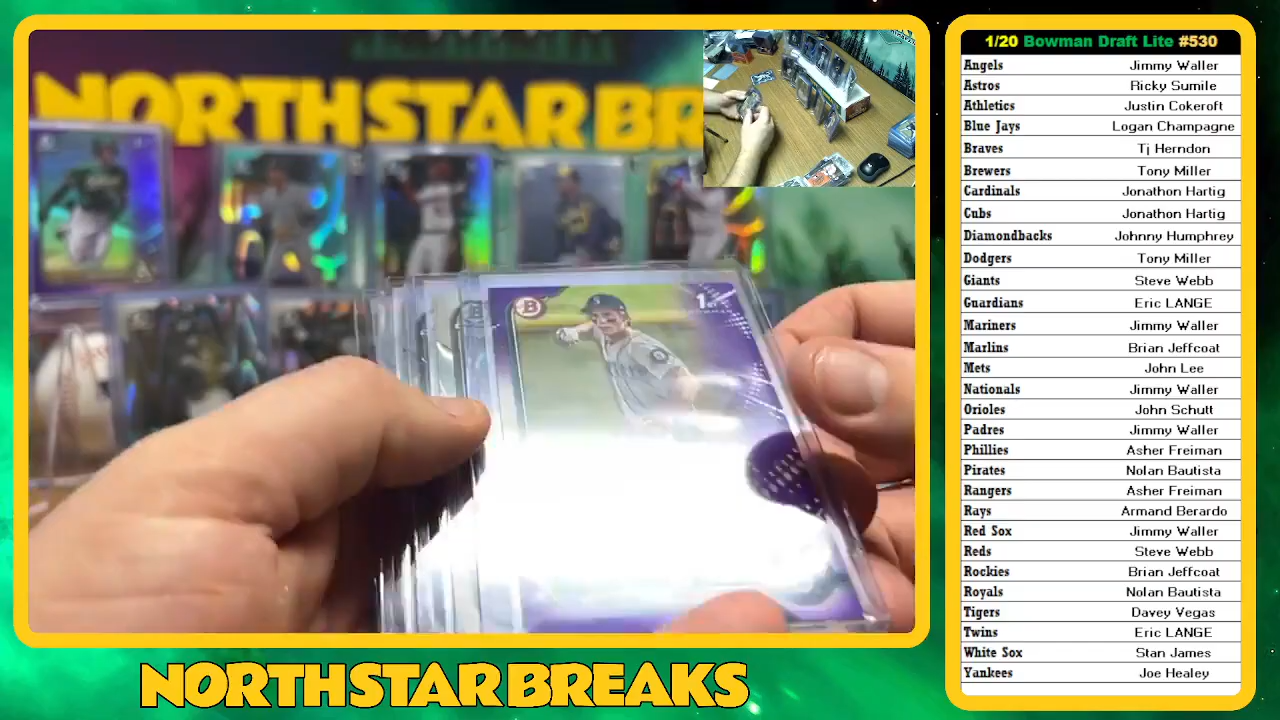 NORTHSTAR BR
1st
B
1/20 Bowman Draft Lite #530
Angels Jimmy Waller
Astros Ricky Sumile
Athletics Justin Cokeroft
Blue Jays Logan Champagne
Braves Tj Herndon
Brewers Tony Miller
Cardinals Jonathon Hartig
Cubs Jonathon Hartig
Diamondbacks Johnny Humphrey
Dodgers Tony Miller
Giants Steve Webb
Guardians Eric LANGE
Mariners Jimmy Waller
Marlins Brian Jeffcoat
Mets John Lee
Nationals Jimmy Waller
Orioles John Schutt
Padres Jimmy Waller
Phillies Asher Freiman
Pirates Nolan Bautista
Rangers Asher Freiman
Rays Armand Berardo
Red Sox Jimmy Waller
Reds Steve Webb
Rockies Brian Jeffcoat
Royals Nolan Bautista
Tigers Davey Vegas
Twins Eric LANGE
White Sox Stan James
Yankees Joe Healey
NORTHSTAR BREAKS